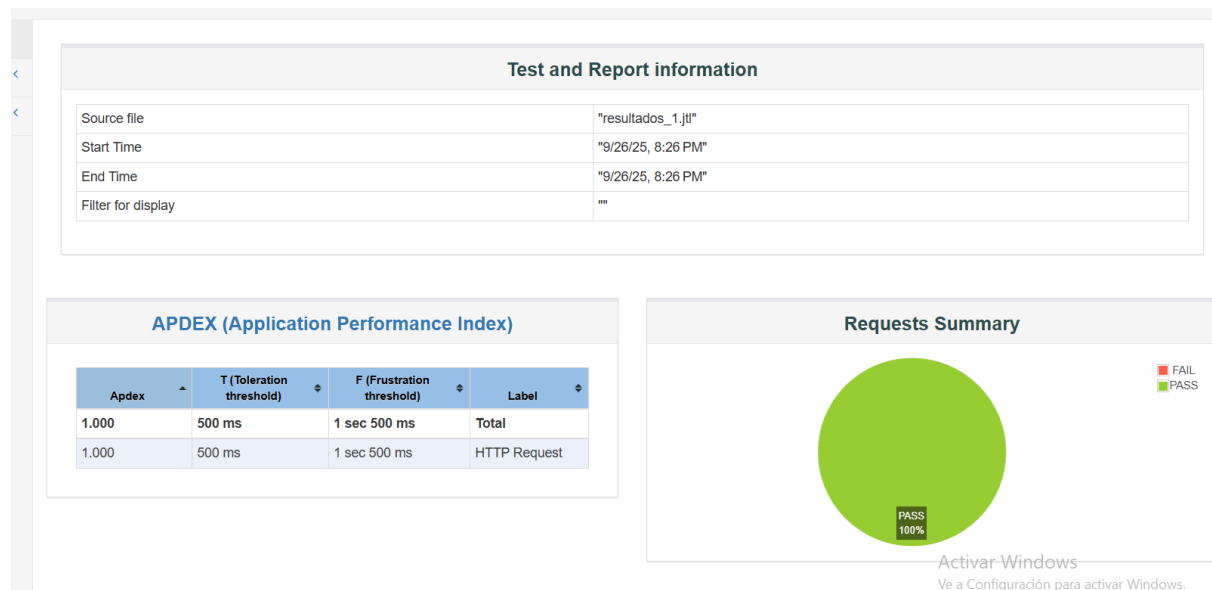 Test and Report information
Source file "resultados_1.jtl"
Start Time "9/26/25, 8:26 PM"
End Time "9/26/25, 8:26 PM"
Filter for display ""
APDEX (Application Performance Index)
Apdex T (Toleration threshold) F (Frustration threshold) Label
1.000 500 ms 1 sec 500 ms Total
1.000 500 ms 1 sec 500 ms HTTP Request
Requests Summary
FAIL
PASS
PASS
100%
Activar Windows
Ve a Configuración para activar Windows.